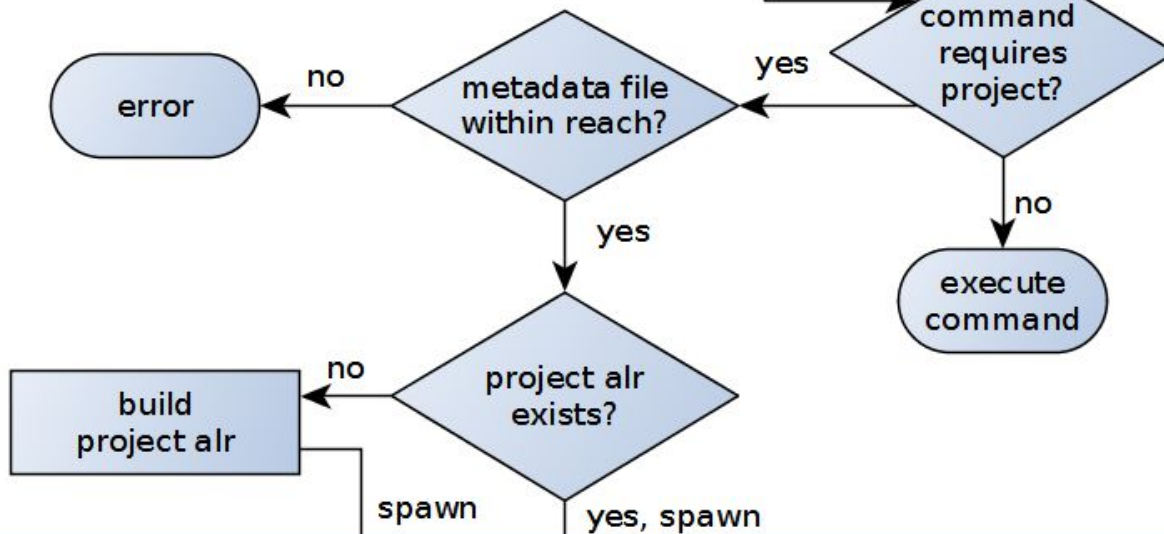 command
requires
project?
yes
metadata file
within reach?
no
error
no
execute
command
yes
project alr
exists?
no
build
project alr
spawn
yes, spawn